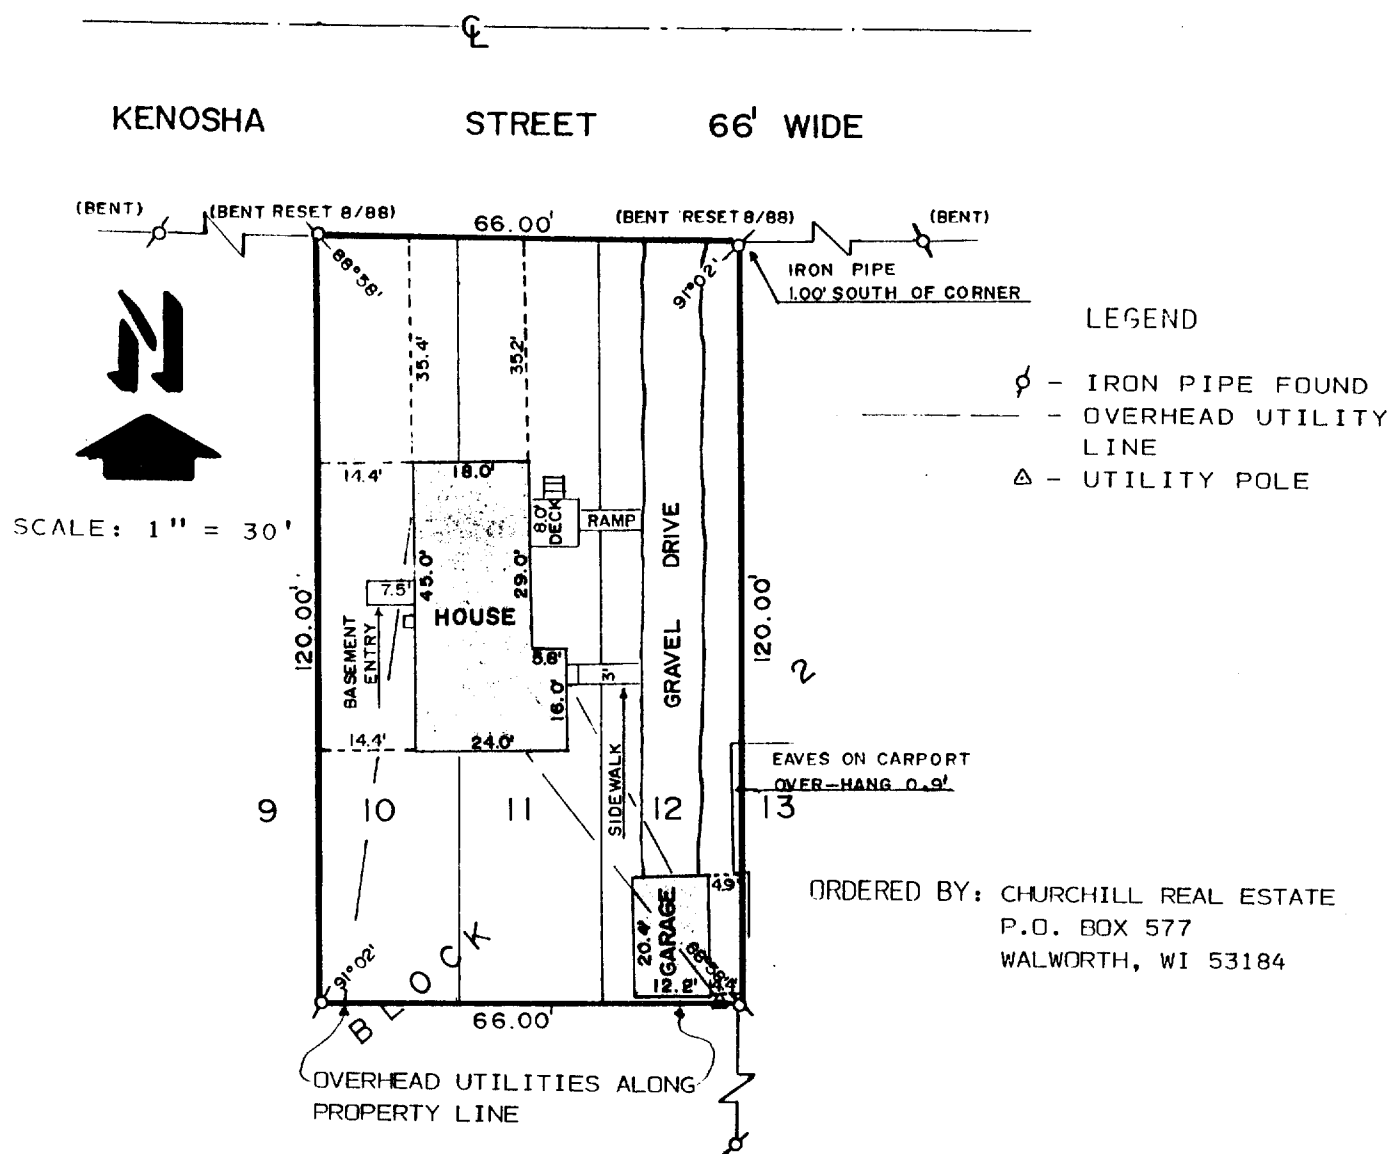 ℄
KENOSHA STREET 66' WIDE
(BENT) (BENT RESET 8/88) 66.00' (BENT RESET 8/88) (BENT)
88°58' 91°02'
IRON PIPE
1.00' SOUTH OF CORNER
N
LEGEND
IRON PIPE FOUND
- OVERHEAD UTILITY
LINE
- UTILITY POLE
SCALE: 1" = 30'
35.4' 35.2'
14.4' 18.0'
8.0'
DECK
RAMP
GRAVEL DRIVE
45.0' 29.0'
7.5'
HOUSE
120.00' 120.00'
BASEMENT
ENTRY
5.8'
3'
16.0'
2
14.4' 24.0'
SIDEWALK
EAVES ON CARPORT
OVER-HANG 0.9'
9 10 11 12 13
4.9'
20.4'
GARAGE
12.2' 4.4'
ORDERED BY: CHURCHILL REAL ESTATE
P.O. BOX 577
WALWORTH, WI 53184
91°02'
BLOCK
66.00'
OVERHEAD UTILITIES ALONG
PROPERTY LINE